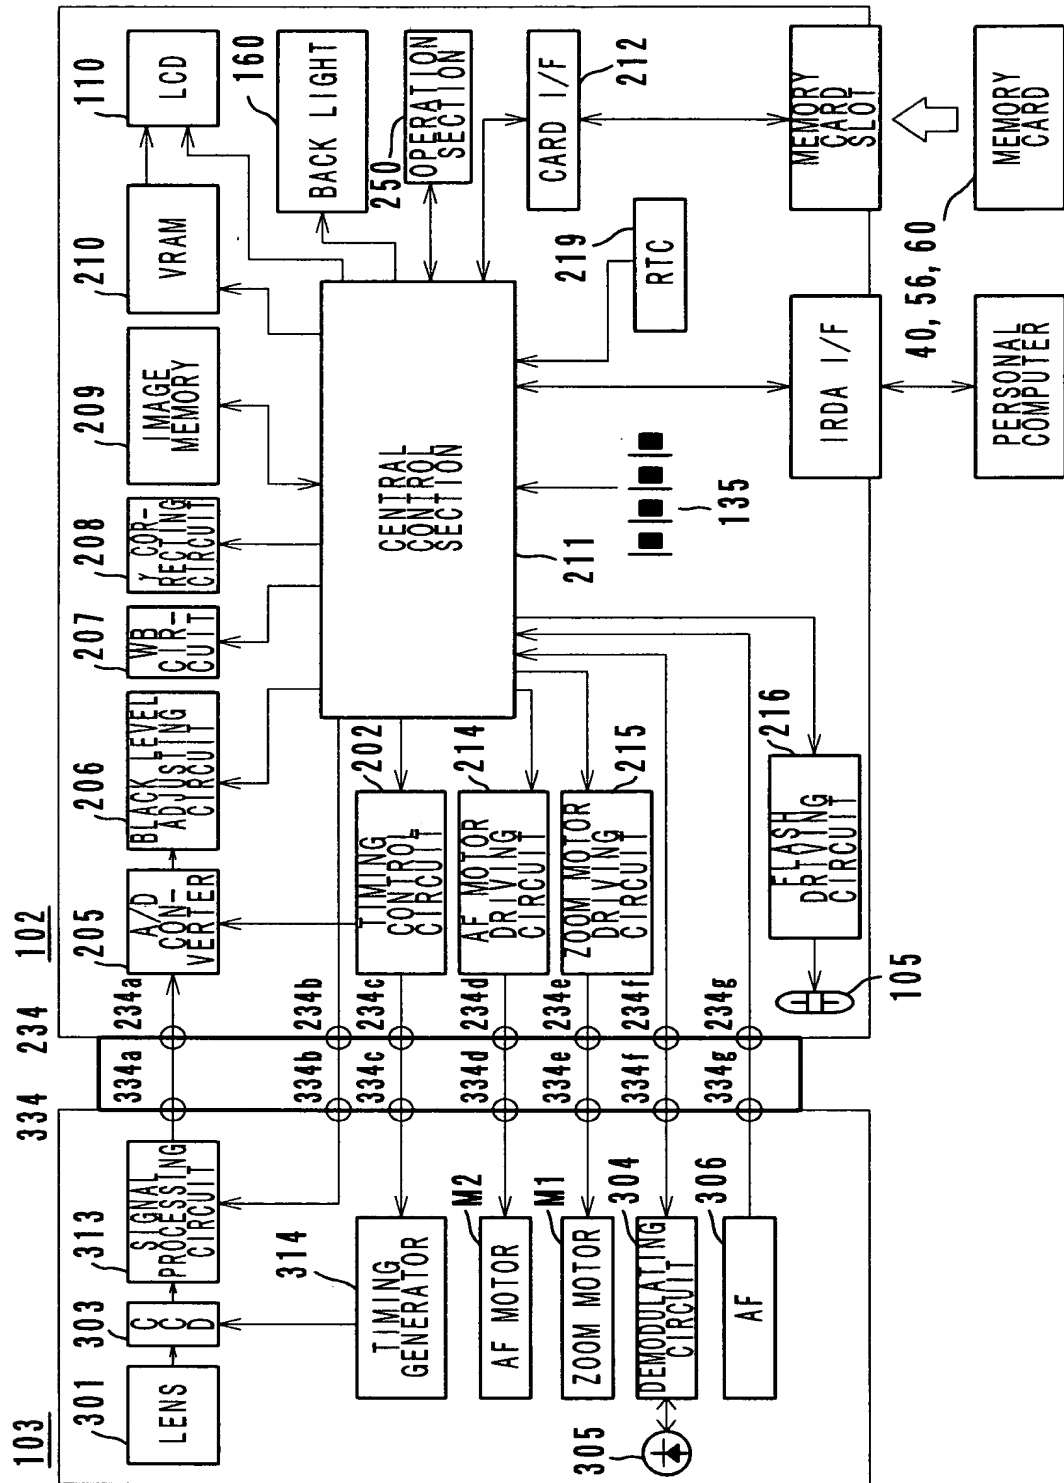 103
301
LENS
303
CCD
313
SIGNAL
PROCESSING
CIRCUIT
314
TIMING
GENERATOR
M2
AF MOTOR
M1
ZOOM MOTOR
304
DEMODULATING
CIRCUIT
305
306
AF
334
234
334a
234a
334b
234b
334c
234c
334d
234d
334e
234e
334f
234f
334g
234g
102
205
A/D
CON-
VERTER
206
BLACK LEVEL
ADJUSTING
CIRCUIT
207
WB
CIR-
CUIT
208
γ COR-
RECTING
CIRCUIT
209
IMAGE
MEMORY
210
VRAM
110
LCD
202
TIMING
CONTROL
CIRCUIT
214
AF MOTOR
DRIVING
CIRCUIT
215
ZOOM MOTOR
DRIVING
CIRCUIT
216
FLASH
DRIVING
CIRCUIT
105
CENTRAL
CONTROL
SECTION
211
135
160
BACK LIGHT
250
OPERATION
SECTION
212
CARD I/F
219
RTC
IRDA I/F
PERSONAL
COMPUTER
MEMORY
CARD
SLOT
40, 56, 60
MEMORY
CARD